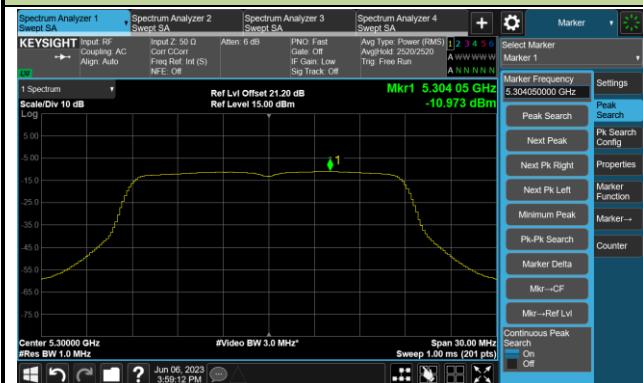 Spectrum Analyzer 1
Swept SA
Spectrum Analyzer 2
Swept SA
Spectrum Analyzer 3
Swept SA
Spectrum Analyzer 4
Swept SA
+
Marker
KEYSIGHT
Input: RF
Coupling: AC
Align: Auto
Input Z: 50 Ω
Corr CCorr
Freq Ref: Int (S)
NFE: Off
Atten: 6 dB
PNO: Fast
Gate: Off
IF Gain: Low
Sig Track: Off
Avg Type: Power (RMS)
Avg|Hold: 2520/2520
Trig: Free Run
1 2 3 4 5 6
A W W W W W
A N N N N N
Select Marker
Marker 1
1 Spectrum
Scale/Div 10 dB
Log
Ref Lvl Offset 21.20 dB
Ref Level 15.00 dBm
Mkr1 5.304 05 GHz
-10.973 dBm
5.00
-5.00
-15.0
-25.0
-35.0
-45.0
-55.0
-65.0
-75.0
1
Center 5.30000 GHz
#Res BW 1.0 MHz
#Video BW 3.0 MHz*
Span 30.00 MHz
Sweep 1.00 ms (201 pts)
Marker Frequency
5.304050000 GHz
Peak Search
Next Peak
Next Pk Right
Next Pk Left
Minimum Peak
Pk-Pk Search
Marker Delta
Mkr→CF
Mkr→Ref Lvl
Continuous Peak
Search
On
Off
Settings
Peak
Search
Pk Search
Config
Properties
Marker
Function
Marker→
Counter
?
Jun 06, 2023
3:59:12 PM